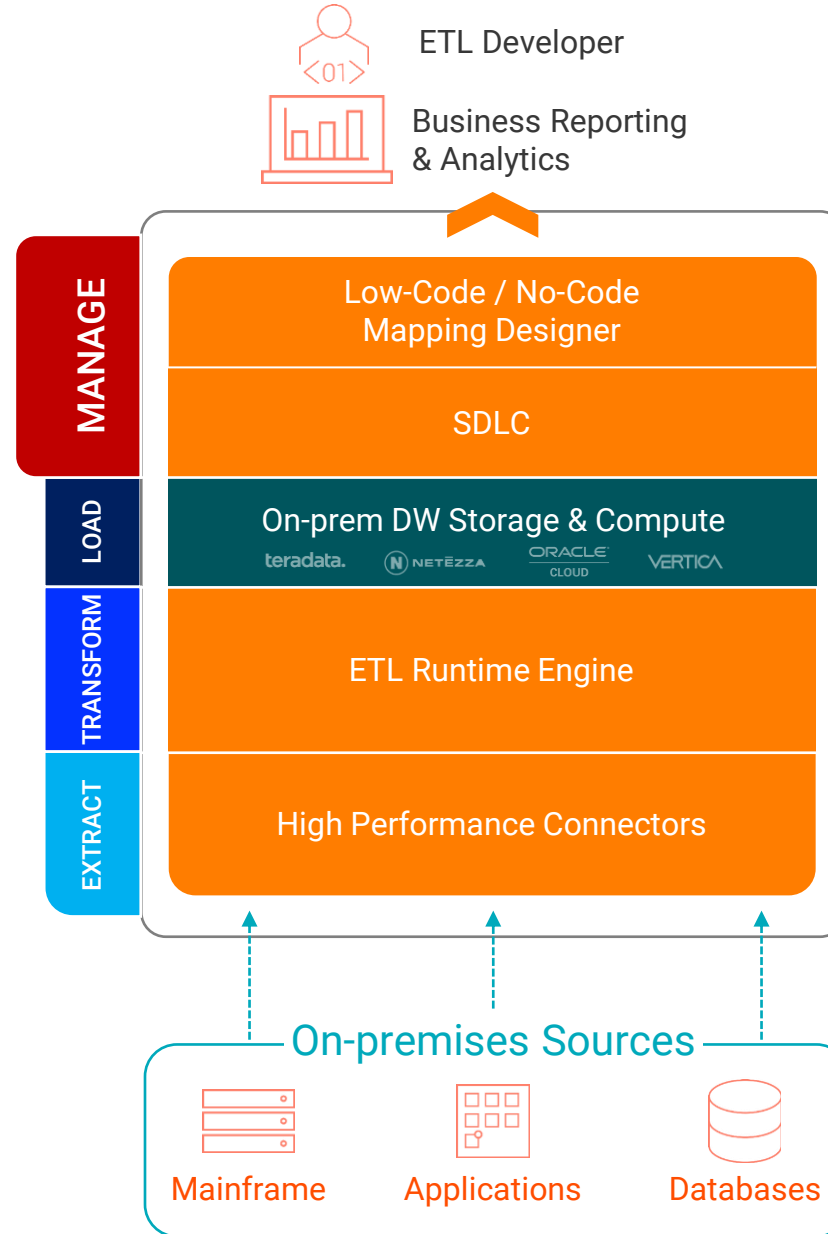 ETL Developer
<01>
Business Reporting
& Analytics
MANAGE
Low-Code / No-Code
Mapping Designer
SDLC
LOAD
On-prem DW Storage & Compute
teradata.
N NETĒZZA
ORACLE
CLOUD
VERTICA
TRANSFORM
ETL Runtime Engine
EXTRACT
High Performance Connectors
On-premises Sources
Mainframe
Applications
Databases